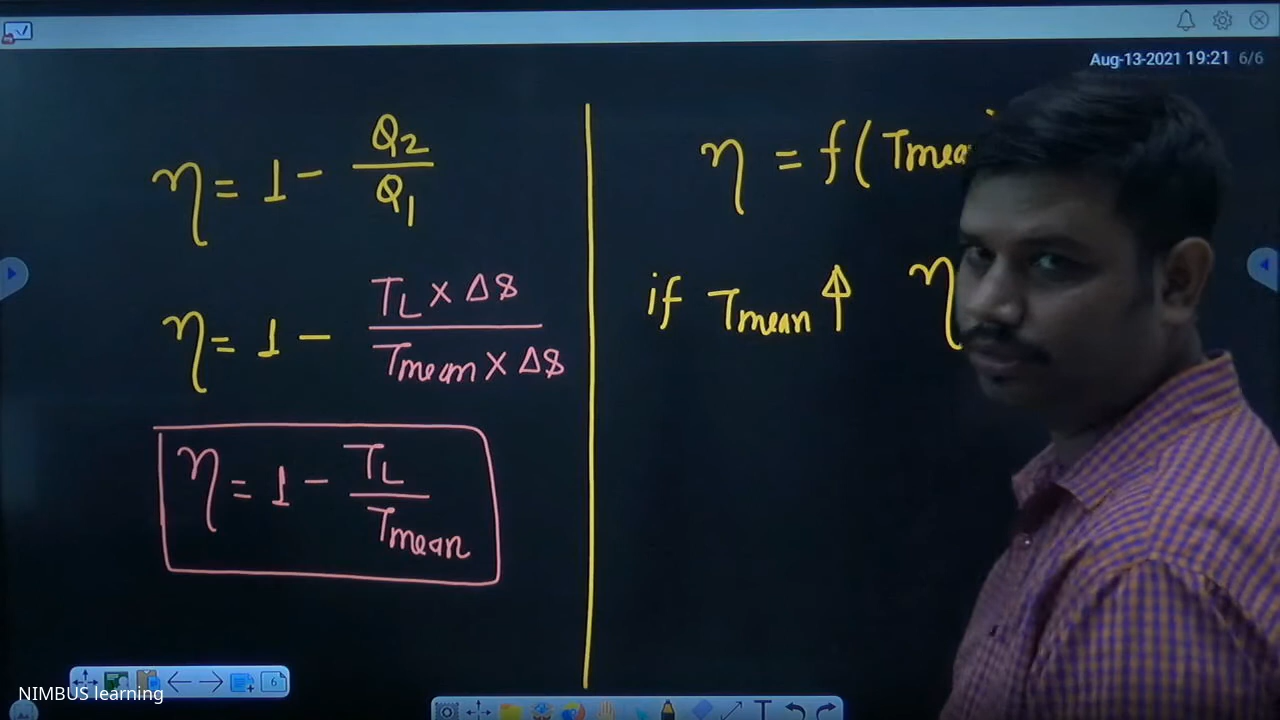 Aug-13-2021 19:21 6/6
η = 1 - Q2/Q1
η = 1 - TL × Δs / Tmean × Δs
η = 1 - TL/Tmean
η = f(Tmea
if Tmean ↑ η
6
T
NIMBUS learning